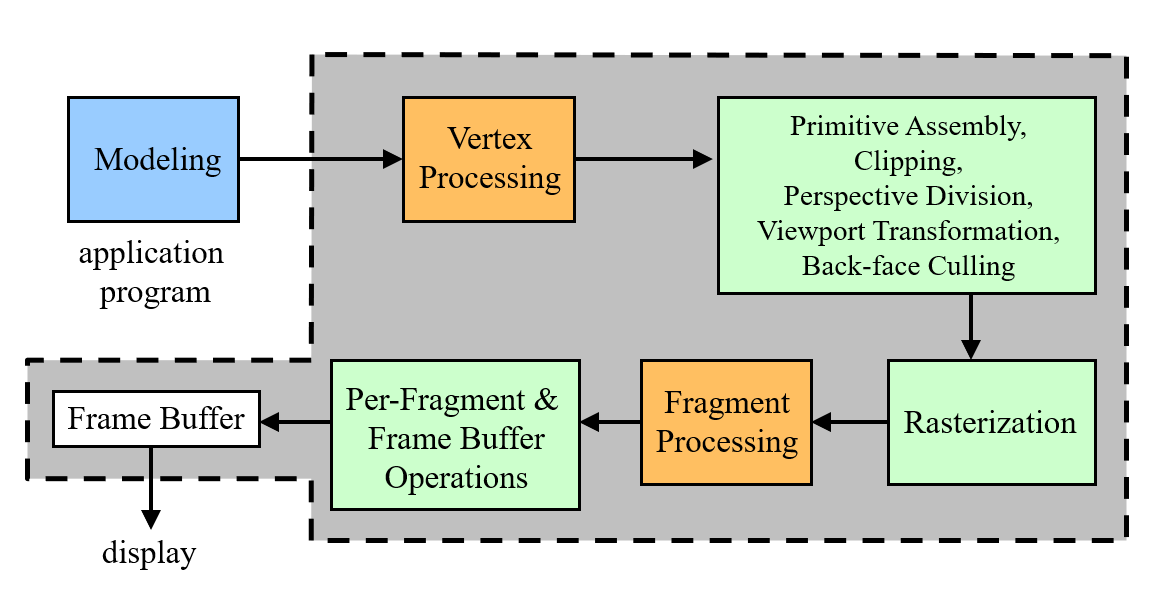 Modeling
application
program
Vertex
Processing
Primitive Assembly,
Clipping,
Perspective Division,
Viewport Transformation,
Back-face Culling
Rasterization
Fragment
Processing
Per-Fragment &
Frame Buffer
Operations
Frame Buffer
display